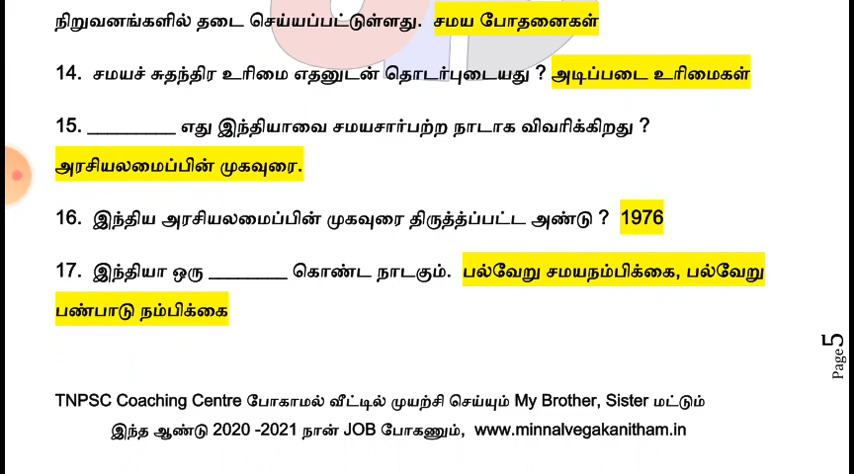 நிறுவனங்களில் தடை செய்யப்பட்டுள்ளது. சமய போதனைகள்
14. சமயச் சுதந்திர உரிமை எதனுடன் தொடர்புடையது ? அடிப்படை உரிமைகள்
15. _________ எது இந்தியாவை சமயசார்பற்ற நாடாக விவரிக்கிறது ?
அரசியலமைப்பின் முகவுரை.
16. இந்திய அரசியலமைப்பின் முகவுரை திருத்த்ப்பட்ட அண்டு ? 1976
17. இந்தியா ஒரு ________ கொண்ட நாடகும். பல்வேறு சமயநம்பிக்கை, பல்வேறு
பண்பாடு நம்பிக்கை
Page5
TNPSC Coaching Centre போகாமல் வீட்டில் முயற்சி செய்யும் My Brother, Sister மட்டும்
இந்த ஆண்டு 2020 -2021 நான் JOB போகணும், www.minnalvegakanitham.in